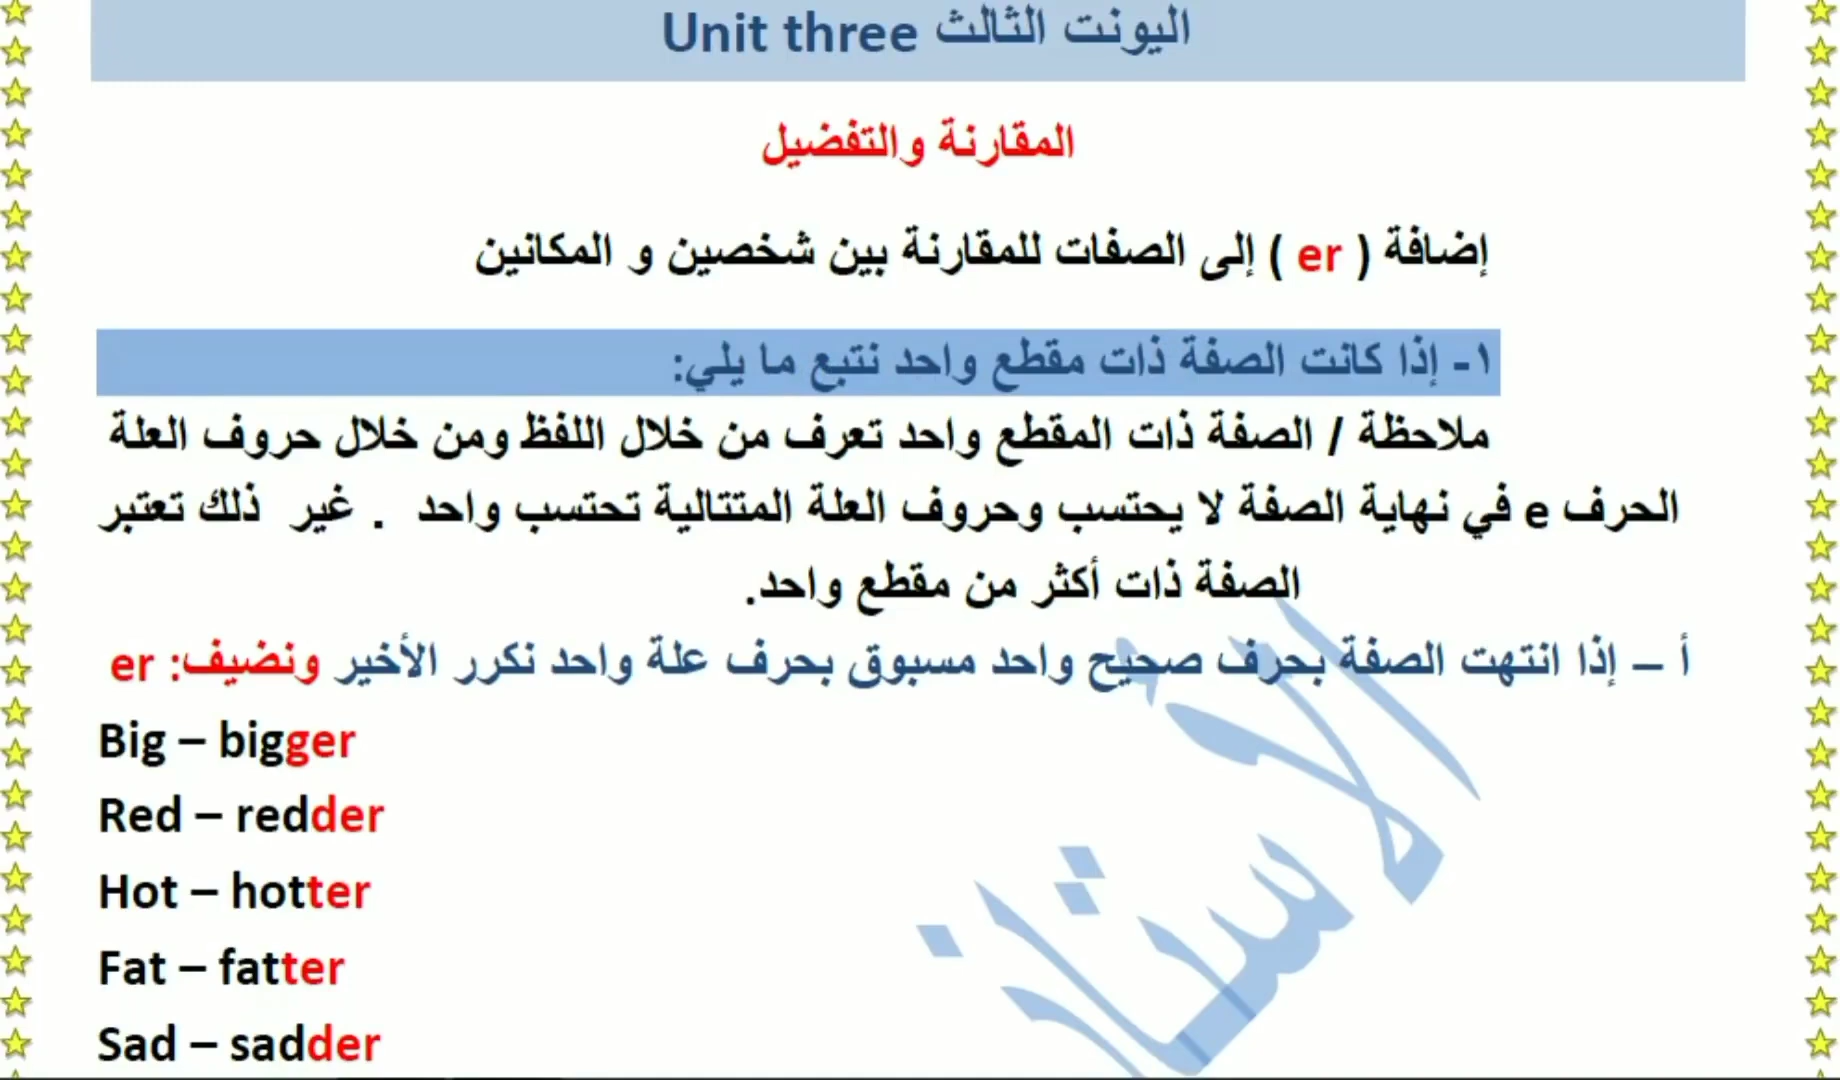 اليونت الثالث Unit three
المقارنة والتفضيل
إضافة ( er ) إلى الصفات للمقارنة بين شخصين و المكانين
١- إذا كانت الصفة ذات مقطع واحد نتبع ما يلي:
ملاحظة / الصفة ذات المقطع واحد تعرف من خلال اللفظ ومن خلال حروف العلة
الحرف e في نهاية الصفة لا يحتسب وحروف العلة المتتالية تحتسب واحد . غير ذلك تعتبر
الصفة ذات أكثر من مقطع واحد.
أ – إذا انتهت الصفة بحرف صحيح واحد مسبوق بحرف علة واحد نكرر الأخير ونضيف: er
Big – bigger
Red – redder
Hot – hotter
Fat – fatter
Sad – sadder
الأستاذ